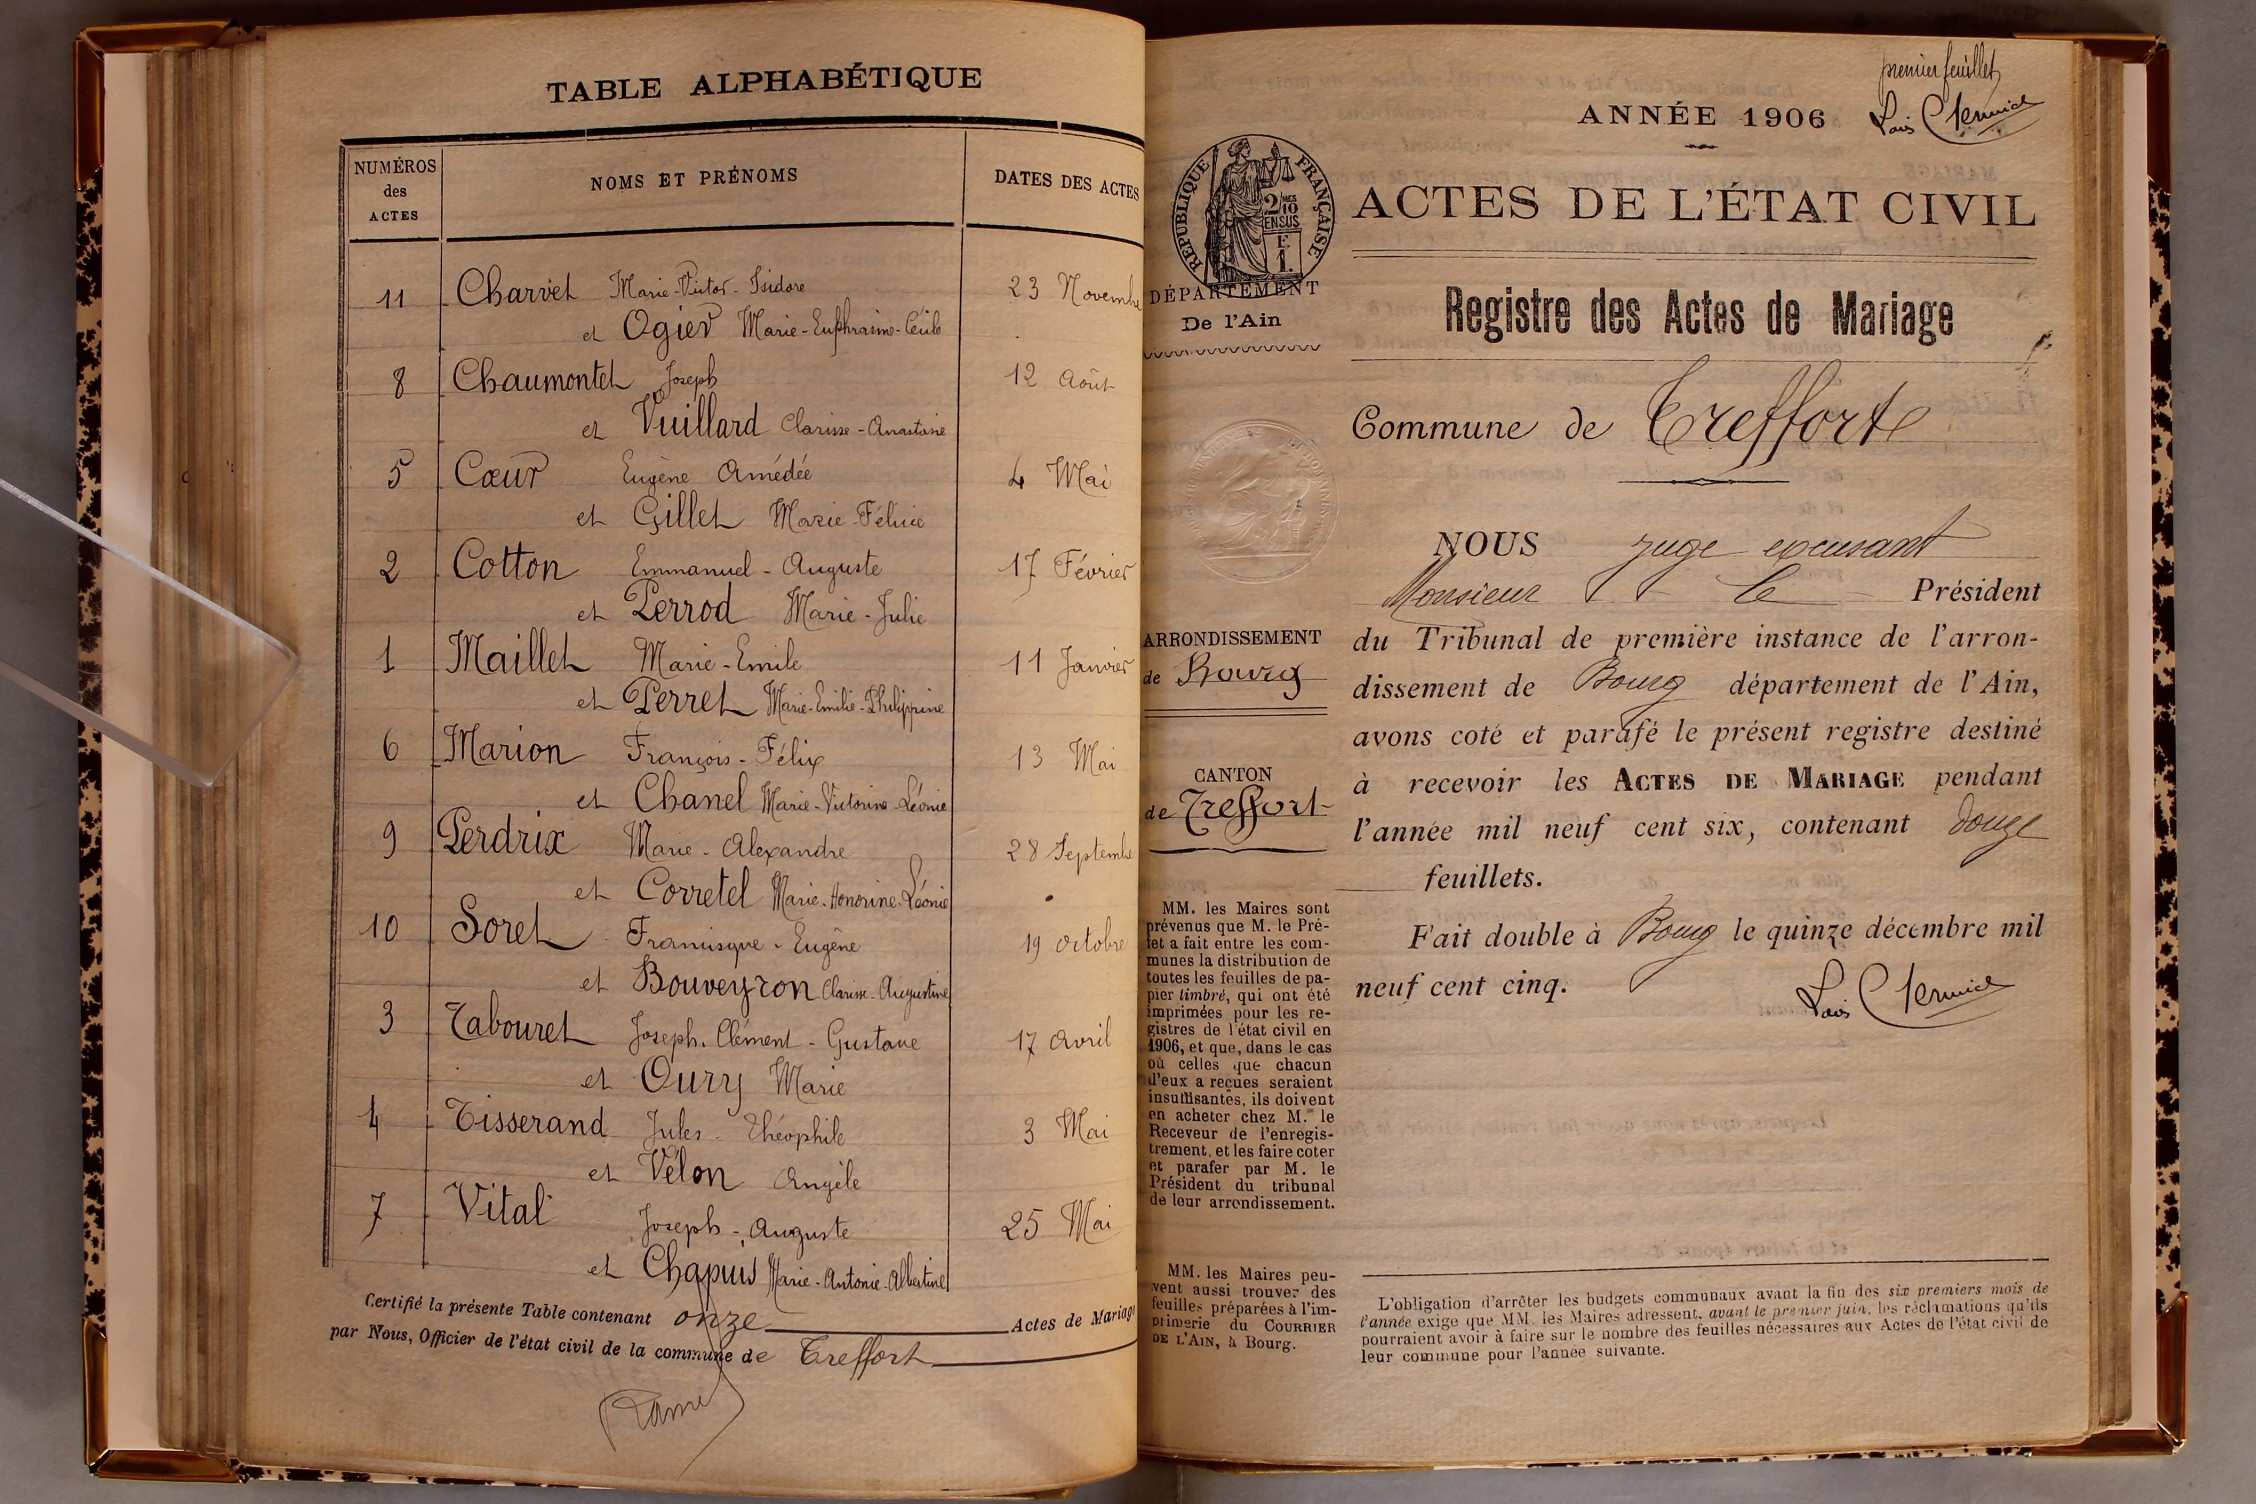 TABLE ALPHABÉTIQUE
NUMÉROS
des
ACTES
NOMS ET PRÉNOMS
DATES DES ACTES
11 Charvet Marie-Victor-Isidore 23 Novembre
et Ogier Marie-Euphrasine-Cécile
8 Chaumontet Joseph 12 Août
et Vuillard Clarisse-Anastasie
5 Cœur Eugène Amédée 4 Mai
et Gillet Marie-Félicie
2 Cotton Emmanuel-Auguste 17 Février
et Perrod Marie-Julie
1 Maillet Marie-Emile 11 Janvier
et Perret Marie-Emilie-Philippine
6 Marion François-Félix 13 Mai
et Chanel Marie-Victorine-Léonie
9 Perdrix Marie-Alexandre 28 Septembre
et Corretel Marie-Honorine-Léonie
10 Soret Francisque-Eugène 19 octobre
et Bouveyron Clarisse-Augustine
3 Tabouret Joseph-Clément-Gustave 17 avril
et Oury Marie
4 Tisserand Jules-Théophile 3 Mai
et Vélon Angèle
7 Vital Joseph-Auguste 25 Mai
et Chapuis Marie-Antonie-Albertine
Certifié la présente Table contenant onze Actes de Mariage
par Nous, Officier de l'état civil de la commune de Treffort
premier feuillet
ANNÉE 1906
RÉPUBLIQUE FRANÇAISE
2/10
EN SUS
F.
1.
DÉPARTEMENT
De l'Ain
ACTES DE L'ÉTAT CIVIL
Registre des Actes de Mariage
Commune de Treffort
ARRONDISSEMENT
de Bourg
CANTON
de Treffort
NOUS juge excusant
Monsieur le Président
du Tribunal de première instance de l'arron-
dissement de Bourg département de l'Ain,
avons coté et parafé le présent registre destiné
à recevoir les ACTES DE MARIAGE pendant
l'année mil neuf cent six, contenant douze
feuillets.
Fait double à Bourg le quinze décembre mil
neuf cent cinq.
MM. les Maires sont
prévenus que M. le Pré-
fet a fait entre les com-
munes la distribution de
toutes les feuilles de pa-
pier timbré, qui ont été
imprimées pour les re-
gistres de l'état civil en
1906, et que, dans le cas
où celles que chacun
d'eux a reçues seraient
insuffisantes, ils doivent
en acheter chez M. le
Receveur de l'enregis-
trement, et les faire coter
et parafer par M. le
Président du tribunal
de leur arrondissement.
MM. les Maires peu-
vent aussi trouver des
feuilles préparées à l'im-
primerie du COURRIER
DE L'AIN, à Bourg.
L'obligation d'arrêter les budgets communaux avant la fin des six premiers mois de
l'année exige que MM. les Maires adressent, avant le premier juin, les réclamations qu'ils
pourraient avoir à faire sur le nombre des feuilles nécessaires aux Actes de l'état civil de
leur commune pour l'année suivante.